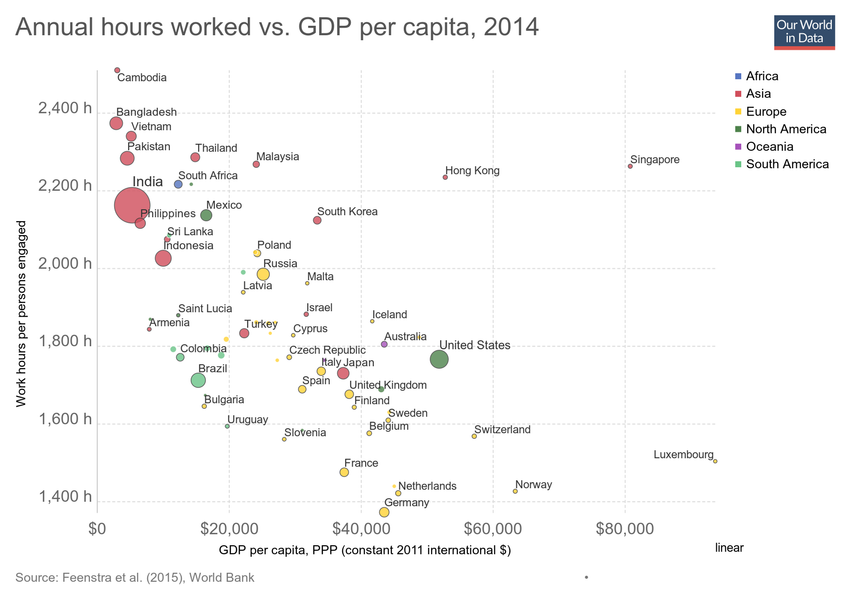 Annual hours worked vs. GDP per capita, 2014
Our World
in Data
Africa
Asia
Europe
North America
Oceania
South America
Work hours per persons engaged
2,400 h
2,200 h
2,000 h
1,800 h
1,600 h
1,400 h
Cambodia
Bangladesh
Vietnam
Pakistan
Thailand
Malaysia
Singapore
Hong Kong
South Africa
India
Mexico
Philippines
South Korea
Sri Lanka
Indonesia
Poland
Russia
Malta
Latvia
Saint Lucia
Israel
Armenia
Iceland
Turkey
Cyprus
Australia
United States
Colombia
Czech Republic
Italy
Japan
Brazil
Spain
United Kingdom
Bulgaria
Finland
Sweden
Uruguay
Belgium
Slovenia
Switzerland
Luxembourg
France
Netherlands
Norway
Germany
$0
$20,000
$40,000
$60,000
$80,000
GDP per capita, PPP (constant 2011 international $)
linear
Source: Feenstra et al. (2015), World Bank